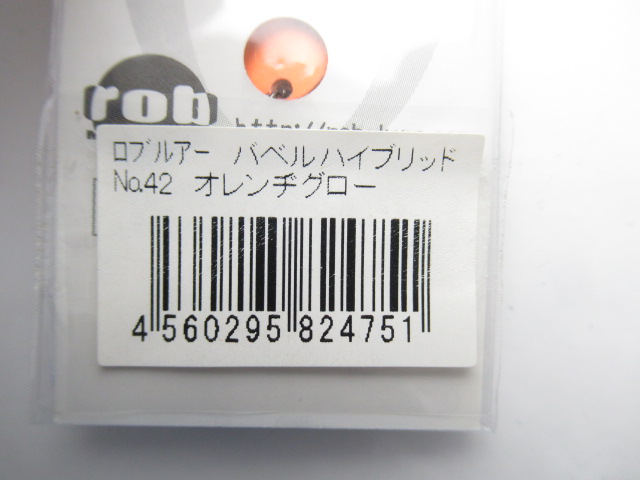 rob
ロブルアー バベルハイブリッド
No.42 オレンヂグロー
4 560295 824751